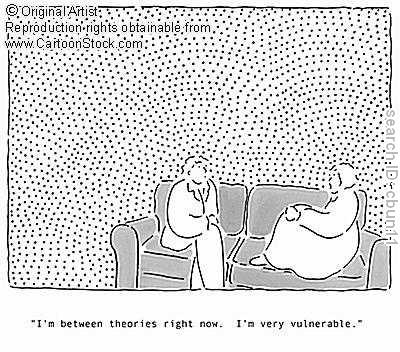 © Original Artist
Reproduction rights obtainable from
www.CartoonStock.com
search ID: cbun11
"I'm between theories right now.  I'm very vulnerable."